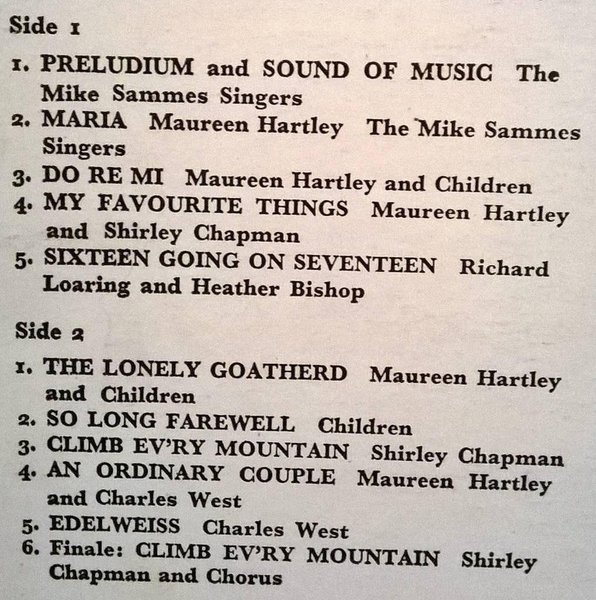 Side 1
1. PRELUDIUM and SOUND OF MUSIC The
Mike Sammes Singers
2. MARIA Maureen Hartley The Mike Sammes
Singers
3. DO RE MI Maureen Hartley and Children
4. MY FAVOURITE THINGS Maureen Hartley
and Shirley Chapman
5. SIXTEEN GOING ON SEVENTEEN Richard
Loaring and Heather Bishop
Side 2
1. THE LONELY GOATHERD Maureen Hartley
and Children
2. SO LONG FAREWELL Children
3. CLIMB EV'RY MOUNTAIN Shirley Chapman
4. AN ORDINARY COUPLE Maureen Hartley
and Charles West
5. EDELWEISS Charles West
6. Finale: CLIMB EV'RY MOUNTAIN Shirley
Chapman and Chorus